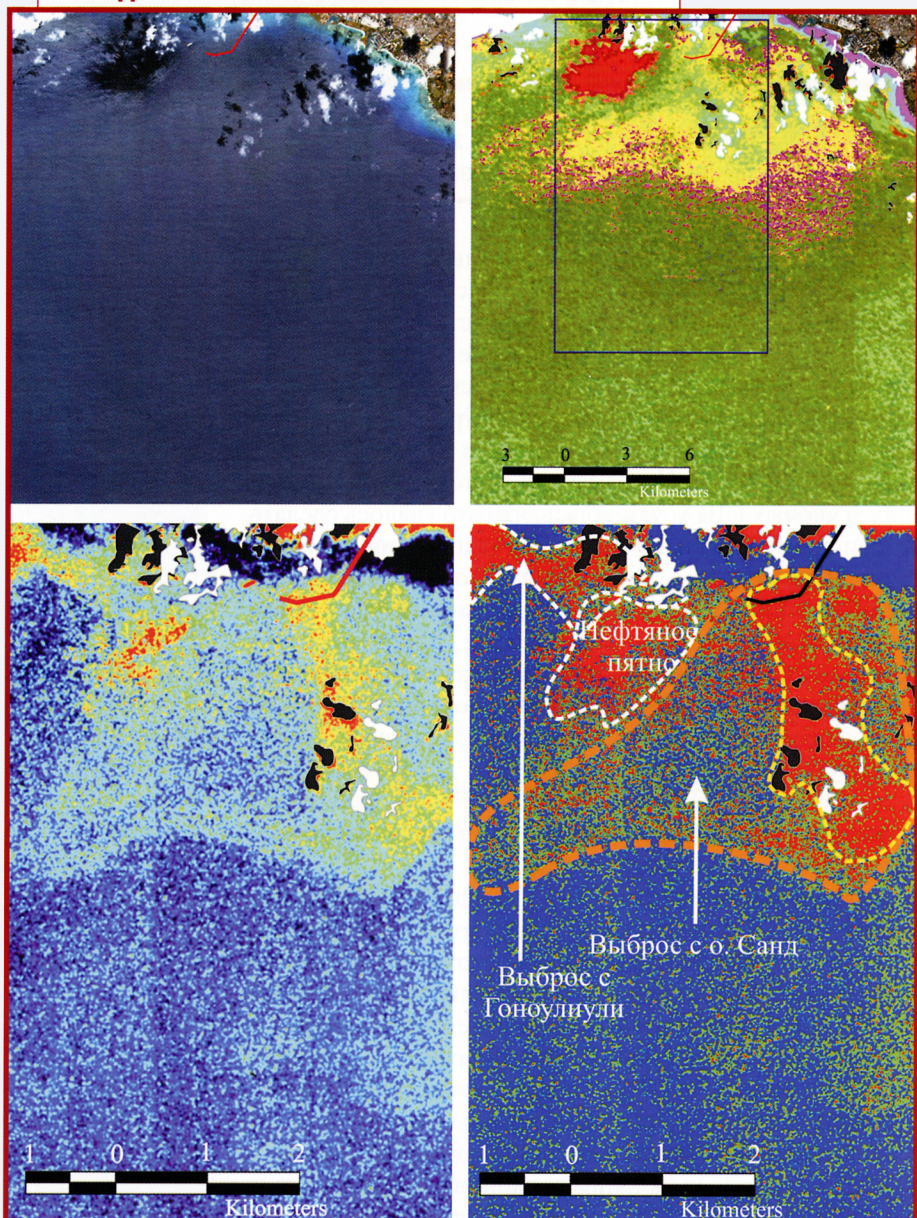 3 0 3 6
Kilometers
Нефтяное
пятно
Выброс с о. Санд
Выброс с
Гоноулиули
1 0 1 2
Kilometers
1 0 1 2
Kilometers